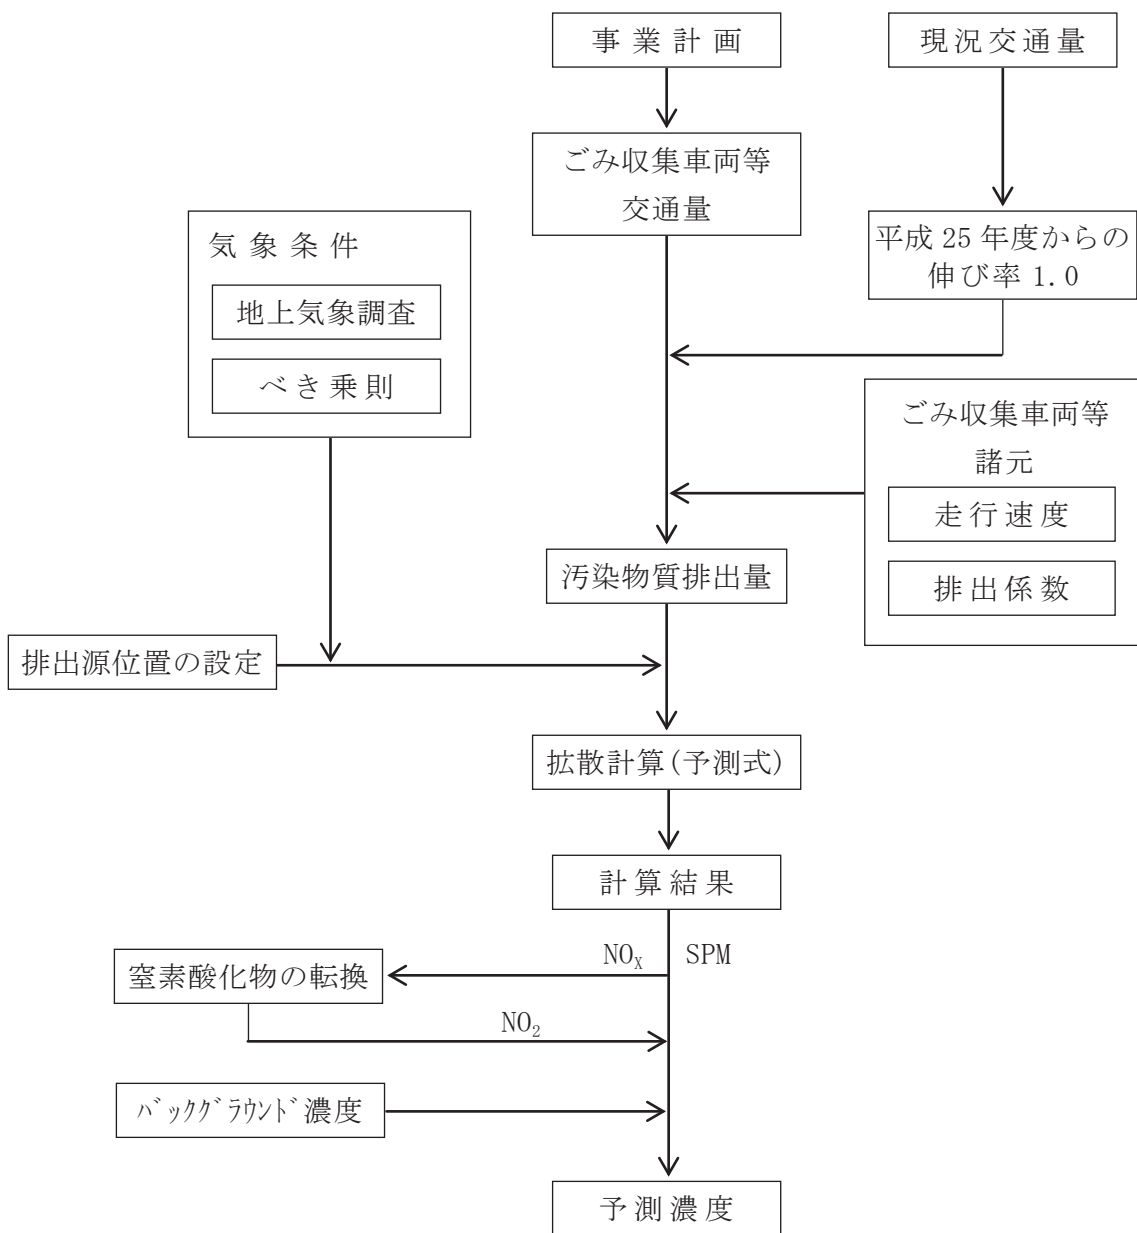 事業計画
現況交通量
ごみ収集車両等
交通量
気象条件
地上気象調査
べき乗則
平成 25 年度からの
伸び率 1.0
ごみ収集車両等
諸元
走行速度
排出係数
汚染物質排出量
排出源位置の設定
拡散計算(予測式)
計算結果
NOX SPM
窒素酸化物の転換
NO2
バックグラウンド濃度
予測濃度